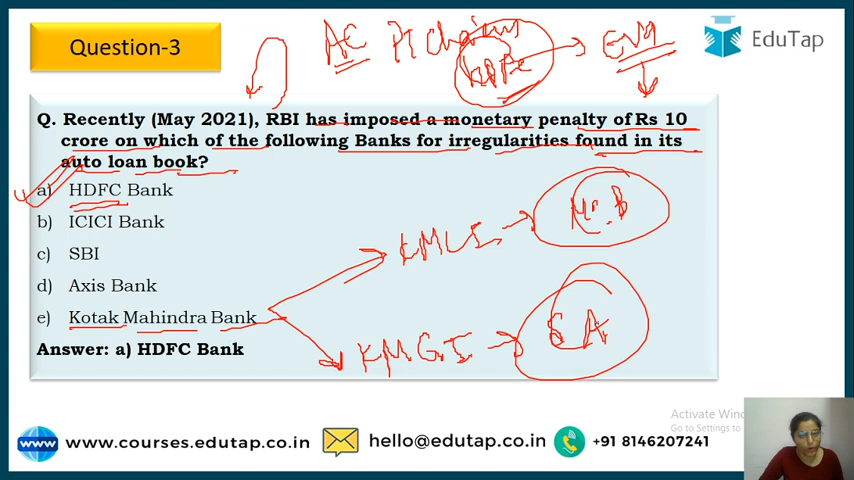 Question-3
EduTap
Q. Recently (May 2021), RBI has imposed a monetary penalty of Rs 10
crore on which of the following Banks for irregularities found in its
auto loan book?
a) HDFC Bank
b) ICICI Bank
c) SBI
d) Axis Bank
e) Kotak Mahindra Bank
Answer: a) HDFC Bank
KMLI
KMGI
S A
Activate Wind
Go to Settings to
www.courses.edutap.co.in
hello@edutap.co.in
+91 8146207241